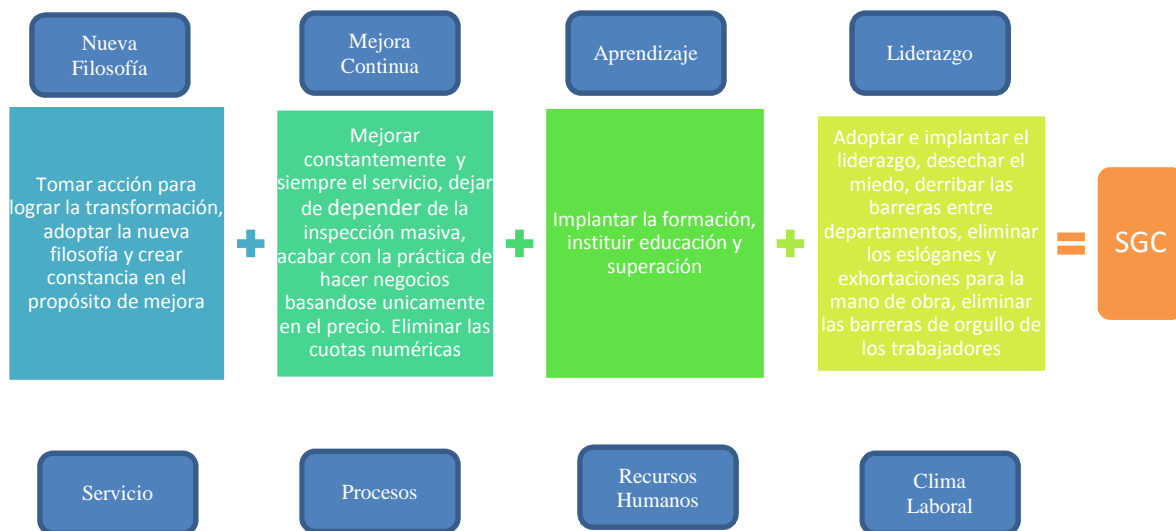 Nueva
Filosofía
Mejora
Continua
Aprendizaje
Liderazgo
Tomar acción para
lograr la transformación,
adoptar la nueva
filosofía y crear
constancia en el
propósito de mejora
Mejorar
constantemente y
siempre el servicio, dejar
de depender de la
inspección masiva,
acabar con la práctica de
hacer negocios
basandose unicamente
en el precio. Eliminar las
cuotas numéricas
Implantar la formación,
instituir educación y
superación
Adoptar e implantar el
liderazgo, desechar el
miedo, derribar las
barreras entre
departamentos, eliminar
los eslóganes y
exhortaciones para la
mano de obra, eliminar
las barreras de orgullo de
los trabajadores
SGC
Servicio
Procesos
Recursos
Humanos
Clima
Laboral